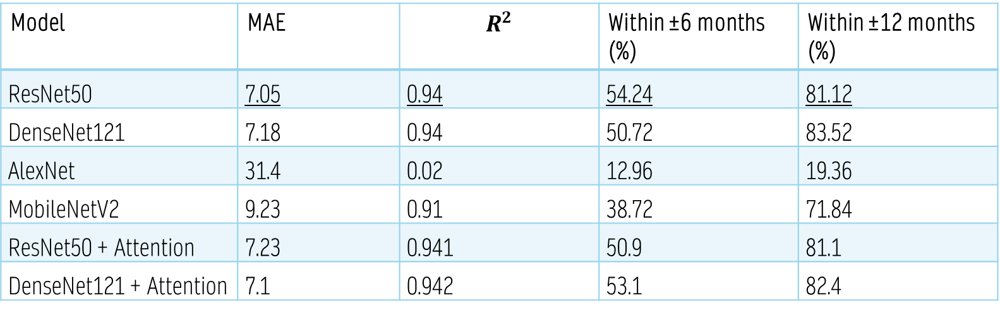 Model MAE R² Within ±6 months (%) Within ±12 months (%)
ResNet50 7.05 0.94 54.24 81.12
DenseNet121 7.18 0.94 50.72 83.52
AlexNet 31.4 0.02 12.96 19.36
MobileNetV2 9.23 0.91 38.72 71.84
ResNet50 + Attention 7.23 0.941 50.9 81.1
DenseNet121 + Attention 7.1 0.942 53.1 82.4